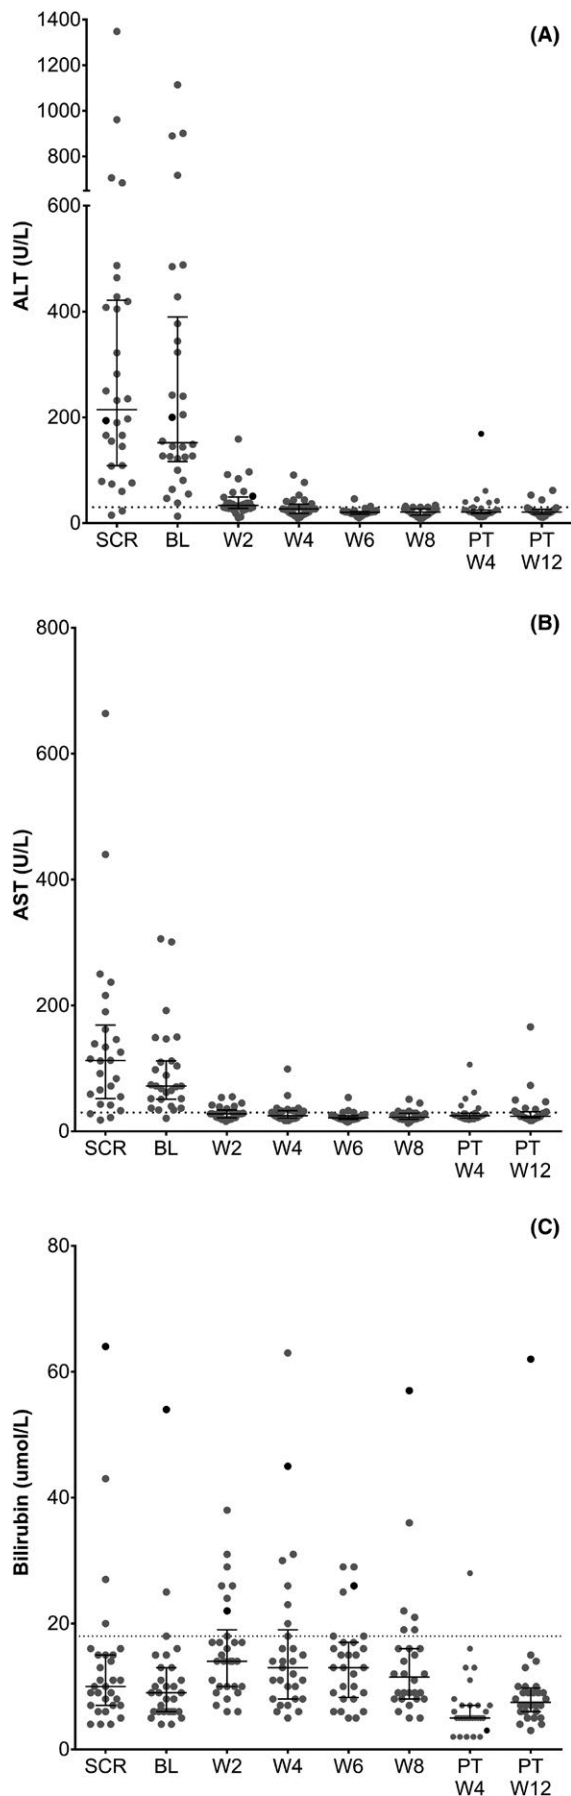 (A)
1400
1200
1000
800
600
400
200
0
ALT (U/L)
SCR BL W2 W4 W6 W8 PT PT
W4 W12
(B)
800
600
400
200
0
AST (U/L)
SCR BL W2 W4 W6 W8 PT PT
W4 W12
(C)
80
60
40
20
0
Bilirubin (umol/L)
SCR BL W2 W4 W6 W8 PT PT
W4 W12